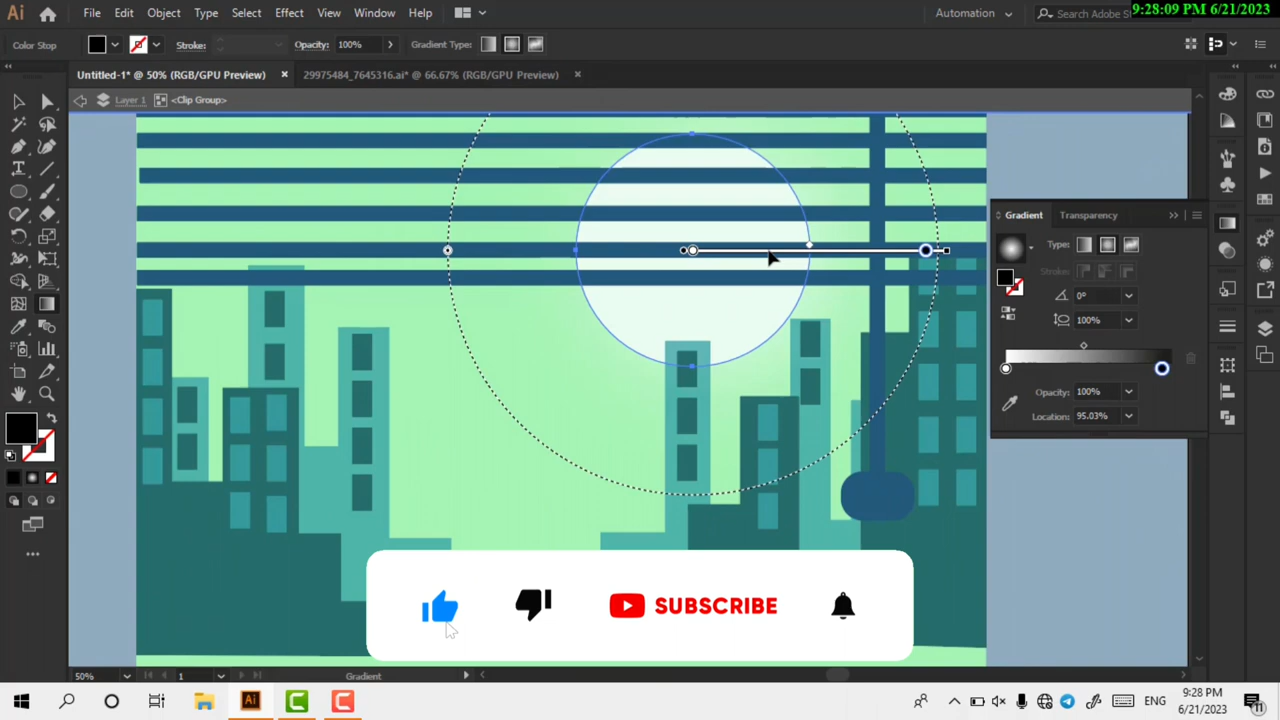 9:28:09 PM 6/21/2023
Ai File Edit Object Type Select Effect View Window Help Automation Search Adobe St
Color Stop Stroke: Opacity: 100% Gradient Type:
Untitled-1* @ 50% (RGB/GPU Preview) × 29975484_7645316.ai* @ 66.67% (RGB/GPU Preview) ×
Layer 1 <Clip Group>
Gradient Transparency
Type:
Stroke:
0°
100%
Opacity: 100%
Location: 95.03%
SUBSCRIBE
50% 1 Gradient
Ai ENG 9:28 PM
6/21/2023 11